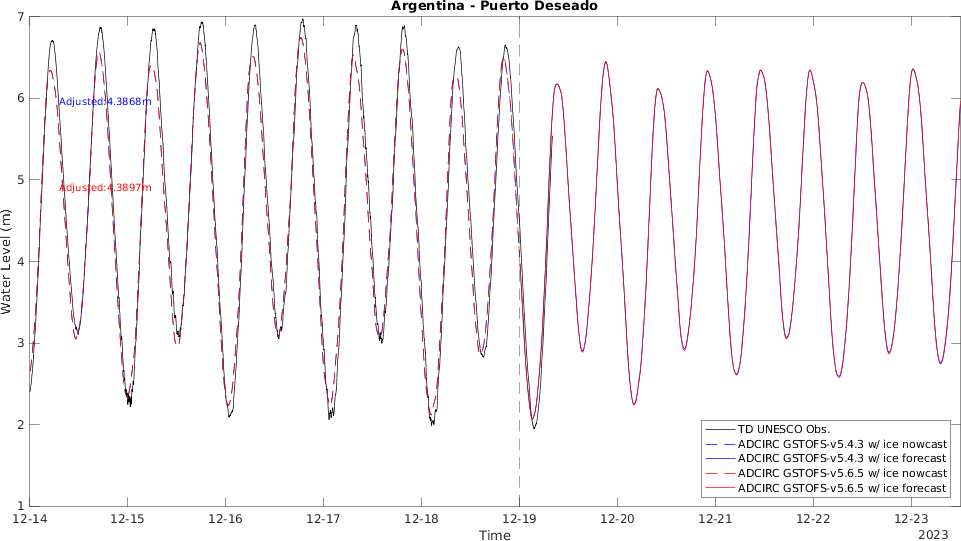 Argentina - Puerto Deseado
7
6
5
4
3
2
1
Water Level (m)
Adjusted:4.3868m
Adjusted:4.3897m
TD UNESCO Obs.
ADCIRC GSTOFS-v5.4.3 w/ ice nowcast
ADCIRC GSTOFS-v5.4.3 w/ ice forecast
ADCIRC GSTOFS-v5.6.5 w/ ice nowcast
ADCIRC GSTOFS-v5.6.5 w/ ice forecast
12-14 12-15 12-16 12-17 12-18 12-19 12-20 12-21 12-22 12-23
Time
2023